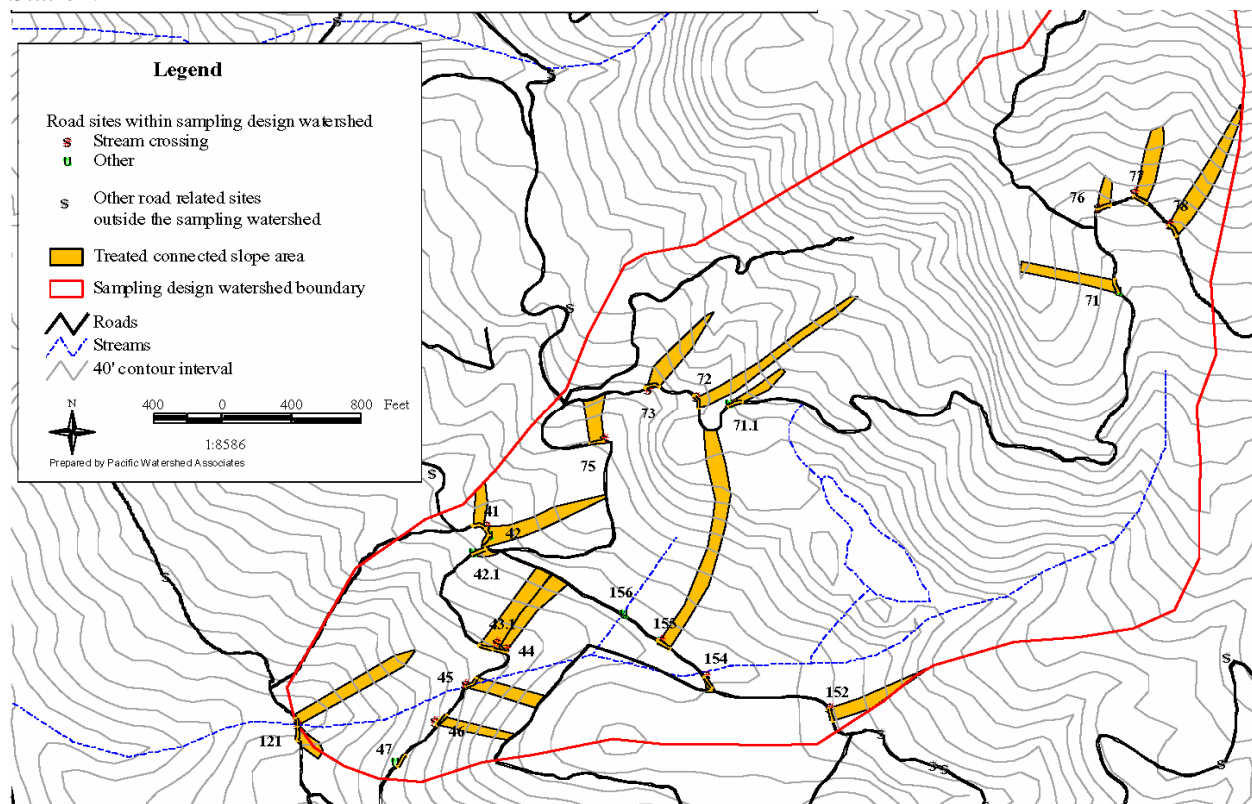 Legend
Road sites within sampling design watershed
s Stream crossing
u Other
s Other road related sites
outside the sampling watershed
Treated connected slope area
Sampling design watershed boundary
Roads
Streams
40' contour interval
N
400 0 400 800 Feet
1:8586
Prepared by Pacific Watershed Associates
77
76
78
71
72
73
71.1
75
41
42
42.1
156
43.1
155
44
154
45
152
46
121
47